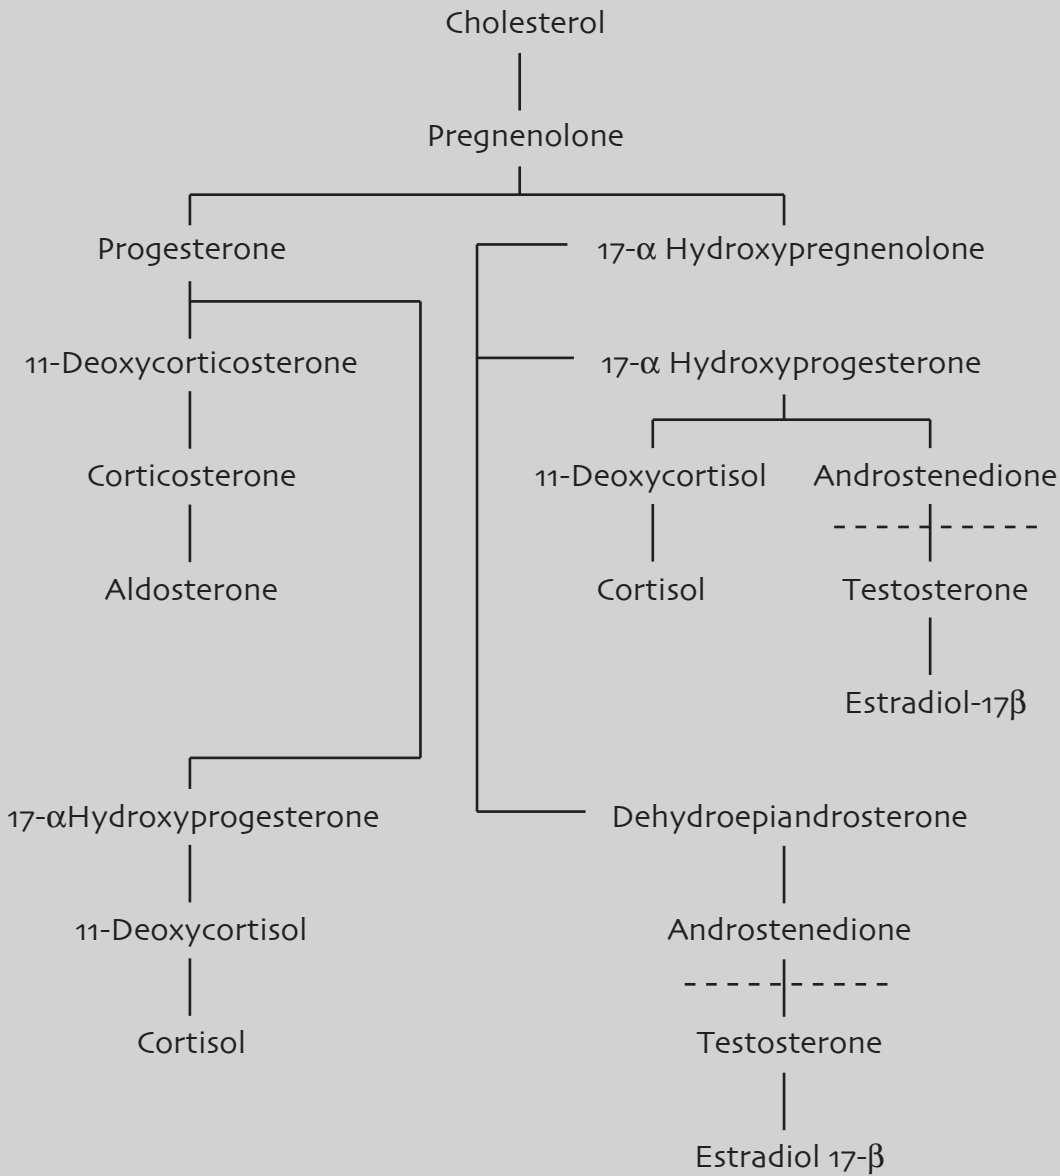 Cholesterol
Pregnenolone
Progesterone
17-α Hydroxypregnenolone
11-Deoxycorticosterone
17-α Hydroxyprogesterone
Corticosterone
11-Deoxycortisol
Androstenedione
Aldosterone
Cortisol
Testosterone
Estradiol-17β
17-αHydroxyprogesterone
Dehydroepiandrosterone
11-Deoxycortisol
Androstenedione
Cortisol
Testosterone
Estradiol 17-β